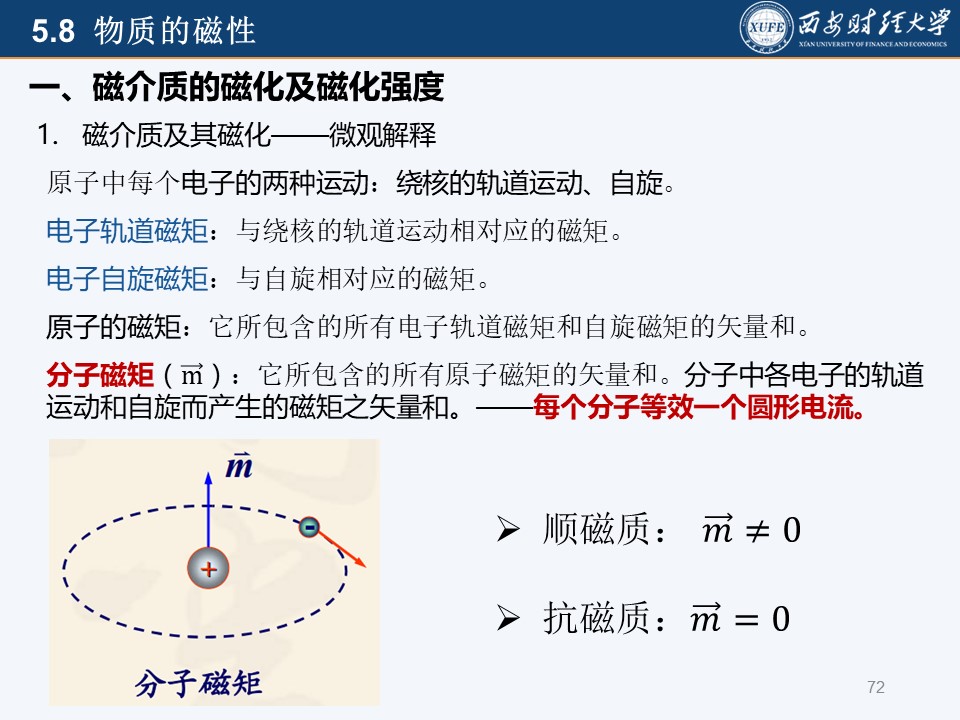 5.8 物质的磁性
XUFE
西安财经大学
XI'AN UNIVERSITY OF FINANCE AND ECONOMICS
一、磁介质的磁化及磁化强度
1. 磁介质及其磁化——微观解释
原子中每个电子的两种运动：绕核的轨道运动、自旋。
电子轨道磁矩：与绕核的轨道运动相对应的磁矩。
电子自旋磁矩：与自旋相对应的磁矩。
原子的磁矩：它所包含的所有电子轨道磁矩和自旋磁矩的矢量和。
分子磁矩（m⃗）：它所包含的所有原子磁矩的矢量和。分子中各电子的轨道
运动和自旋而产生的磁矩之矢量和。——每个分子等效一个圆形电流。
m⃗
-
+
分子磁矩
➢ 顺磁质： m⃗ ≠ 0
➢ 抗磁质：m⃗ = 0
72